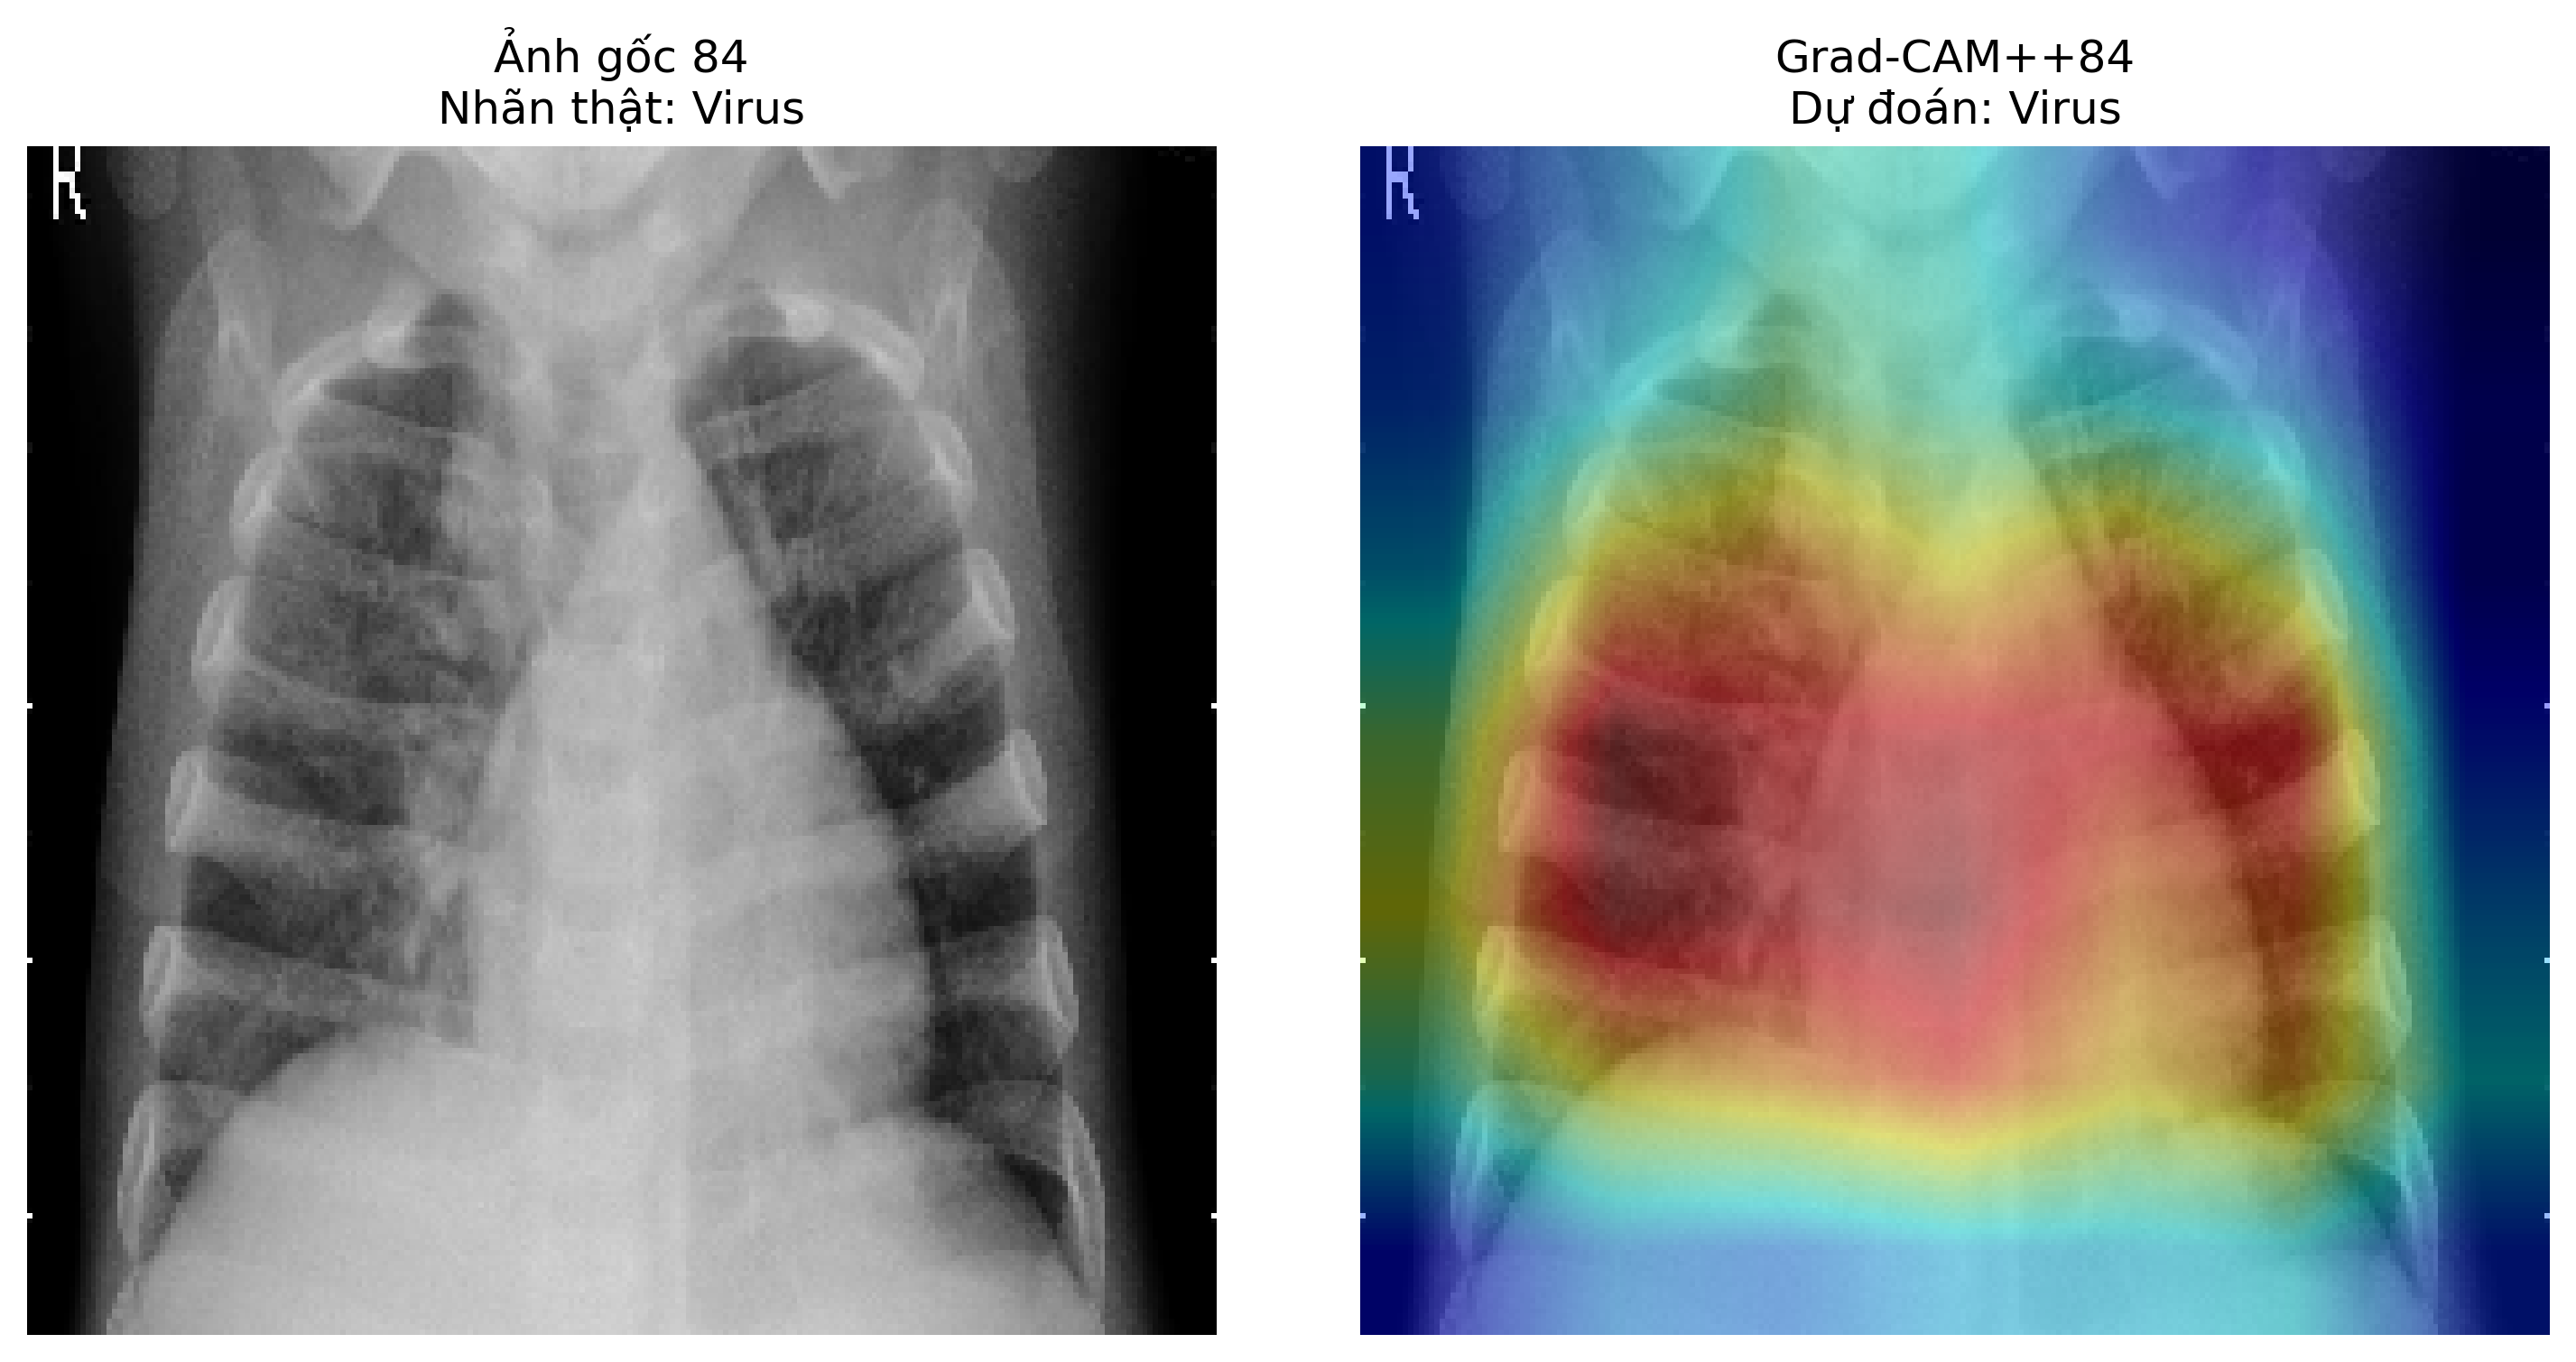 Ảnh gốc 84
Nhãn thật: Virus
R
Grad-CAM++84
Dự đoán: Virus
R